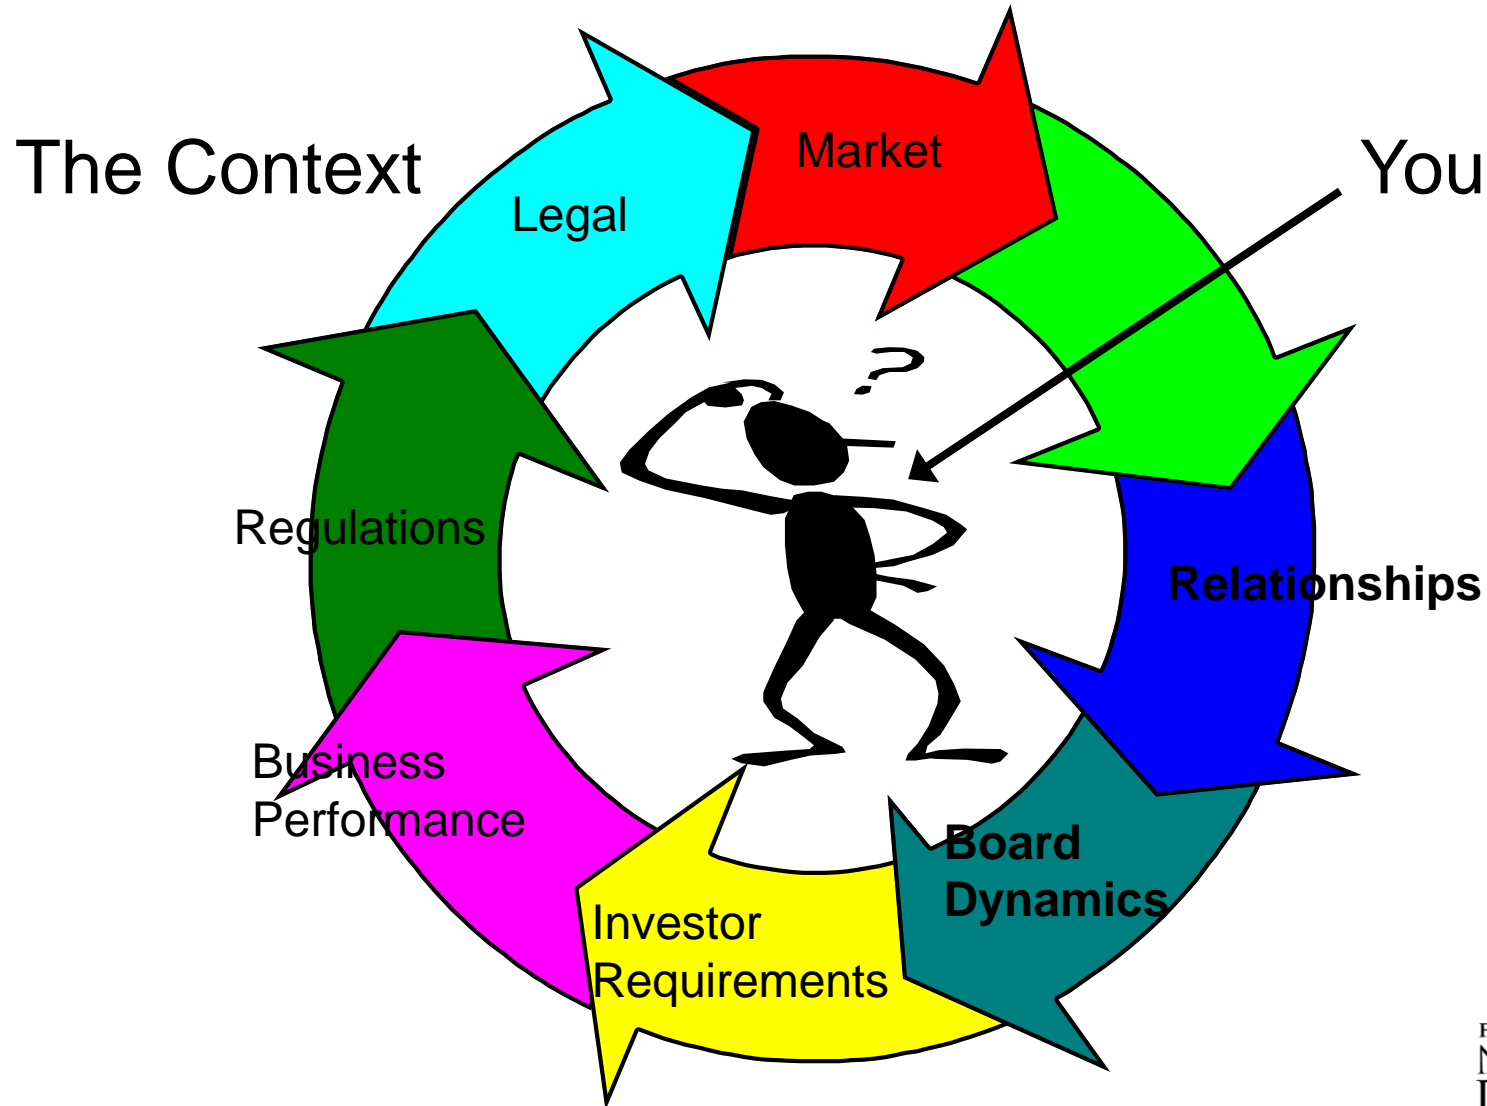 The Context
You
Market
Legal
Regulations
Relationships
Business
Performance
Board
Dynamics
Investor
Requirements
?